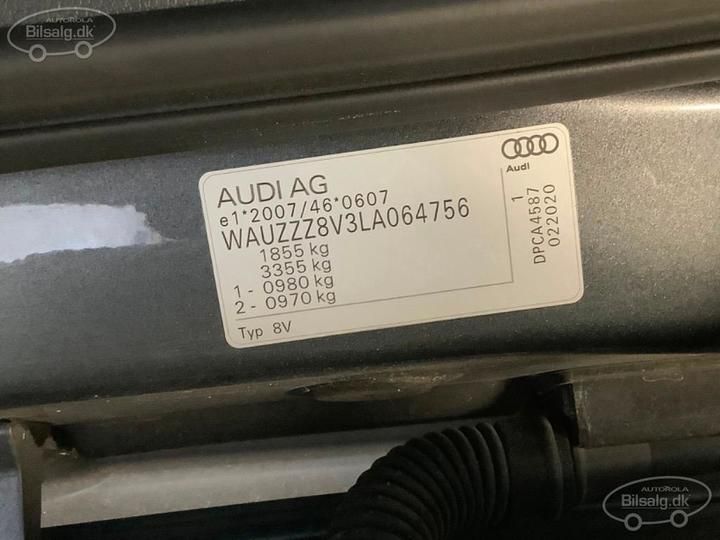 AUTOROLA
Bilsalg.dk
AUDI AG
e1*2007/46*0607
WAUZZZ8V3LA064756
1855 kg
3355 kg
1 - 0980 kg
2 - 0970 kg
Typ 8V
Audi
1
DPCA4587
022020
AUTOROLA
Bilsalg.dk